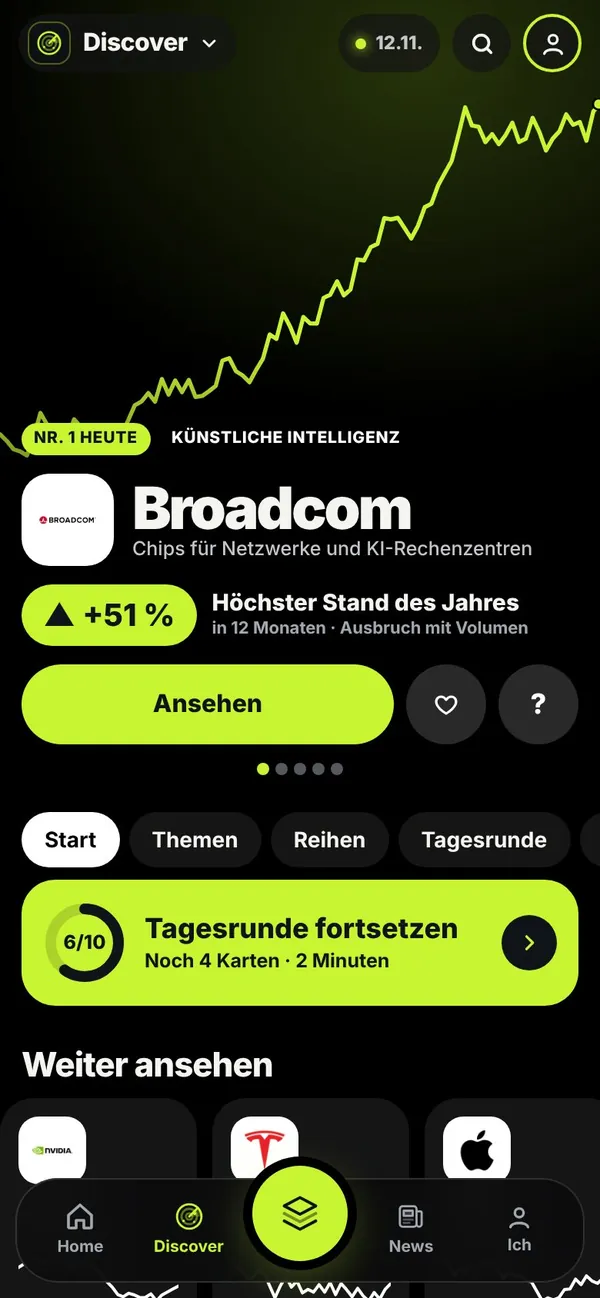 Discover
12.11.
NR. 1 HEUTE
KÜNSTLICHE INTELLIGENZ
BROADCOM
Broadcom
Chips für Netzwerke und KI-Rechenzentren
▲ +51 %
Höchster Stand des Jahres
in 12 Monaten · Ausbruch mit Volumen
Ansehen
?
Start
Themen
Reihen
Tagesrunde
6/10
Tagesrunde fortsetzen
Noch 4 Karten · 2 Minuten
Weiter ansehen
NVIDIA
Home
Discover
News
Ich